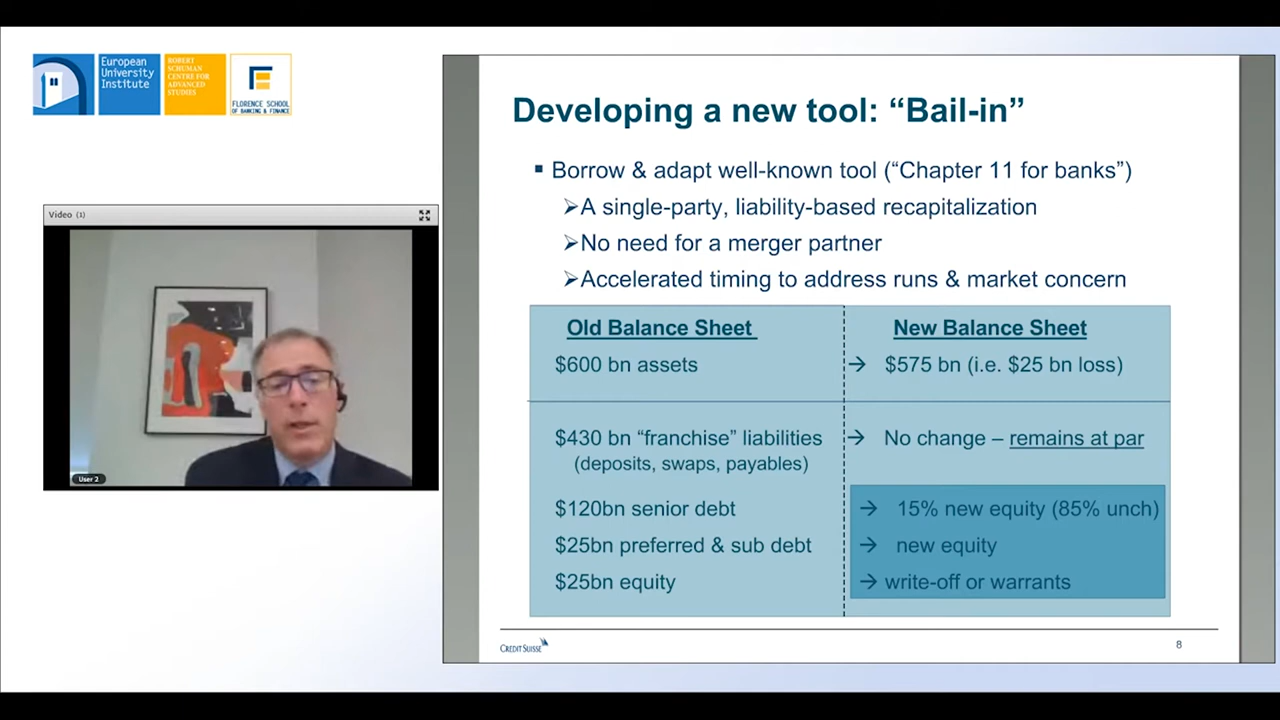 European
University
Institute
ROBERT
SCHUMAN
CENTRE FOR
ADVANCED
STUDIES
FLORENCE SCHOOL
OF BANKING & FINANCE
Video (1)
User 2
Developing a new tool: “Bail-in”
▪ Borrow & adapt well-known tool (“Chapter 11 for banks”)
➢A single-party, liability-based recapitalization
➢No need for a merger partner
➢Accelerated timing to address runs & market concern
Old Balance Sheet New Balance Sheet
$600 bn assets → $575 bn (i.e. $25 bn loss)
$430 bn “franchise” liabilities → No change – remains at par
(deposits, swaps, payables)
$120bn senior debt → 15% new equity (85% unch)
$25bn preferred & sub debt → new equity
$25bn equity → write-off or warrants
CREDIT SUISSE
8